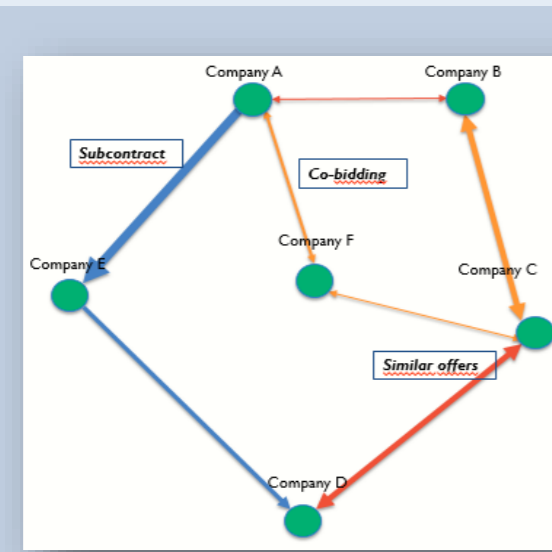 Company A
Company B
Subcontract
Co-bidding
Company F
Company E
Company C
Similar offers
Company D